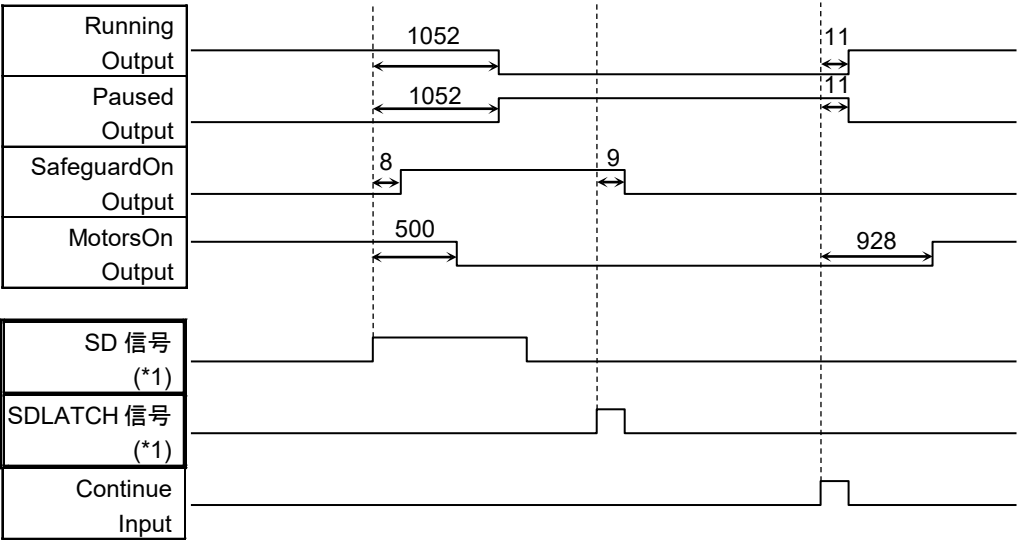 Running
Output
1052
11
Paused
Output
1052
11
SafeguardOn
Output
8
9
MotorsOn
Output
500
928
SD 信号
(*1)
SDLATCH 信号
(*1)
Continue
Input